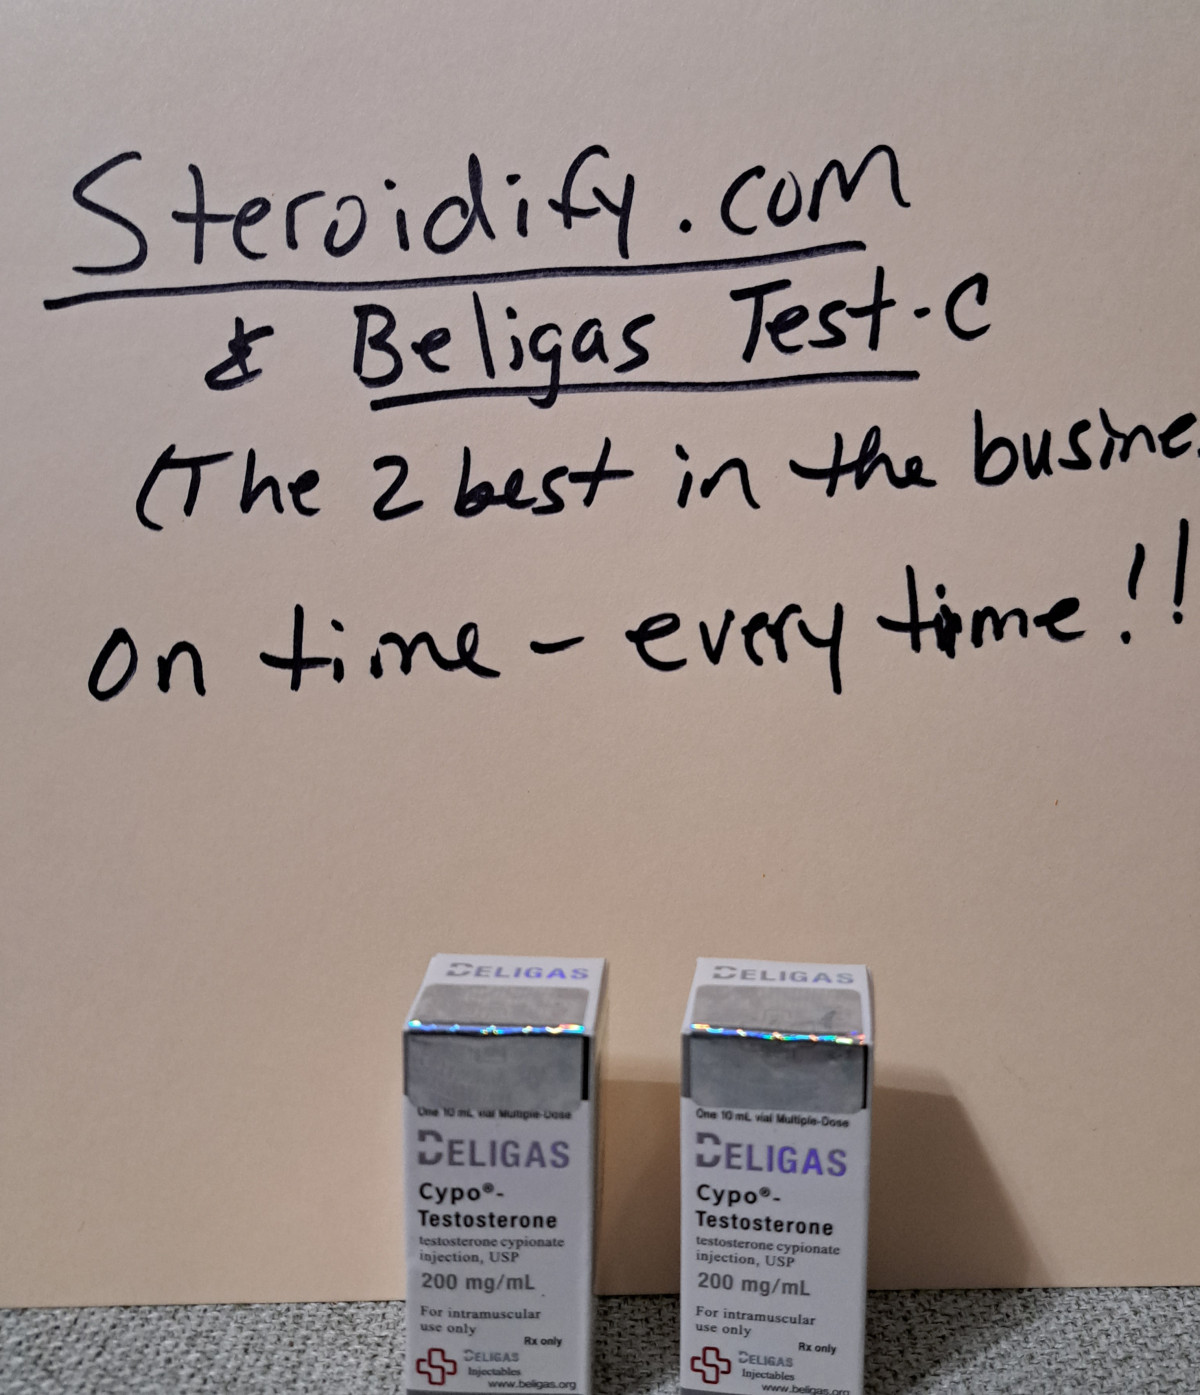 Steroidify.com
& Beligas Test-C
(The 2 best in the busine
on time - every time!!
BELIGAS
One 10 mL vial Multiple-Dose
BELIGAS
Cypo®-
Testosterone
testosterone cypionate
injection, USP
200 mg/mL
For intramuscular
use only
Rx only
BELIGAS
Injectables
www.beligas.org
BELIGAS
One 10 mL vial Multiple-Dose
BELIGAS
Cypo®-
Testosterone
testosterone cypionate
injection, USP
200 mg/mL
For intramuscular
use only
Rx only
BELIGAS
Injectables
www.beligas.org